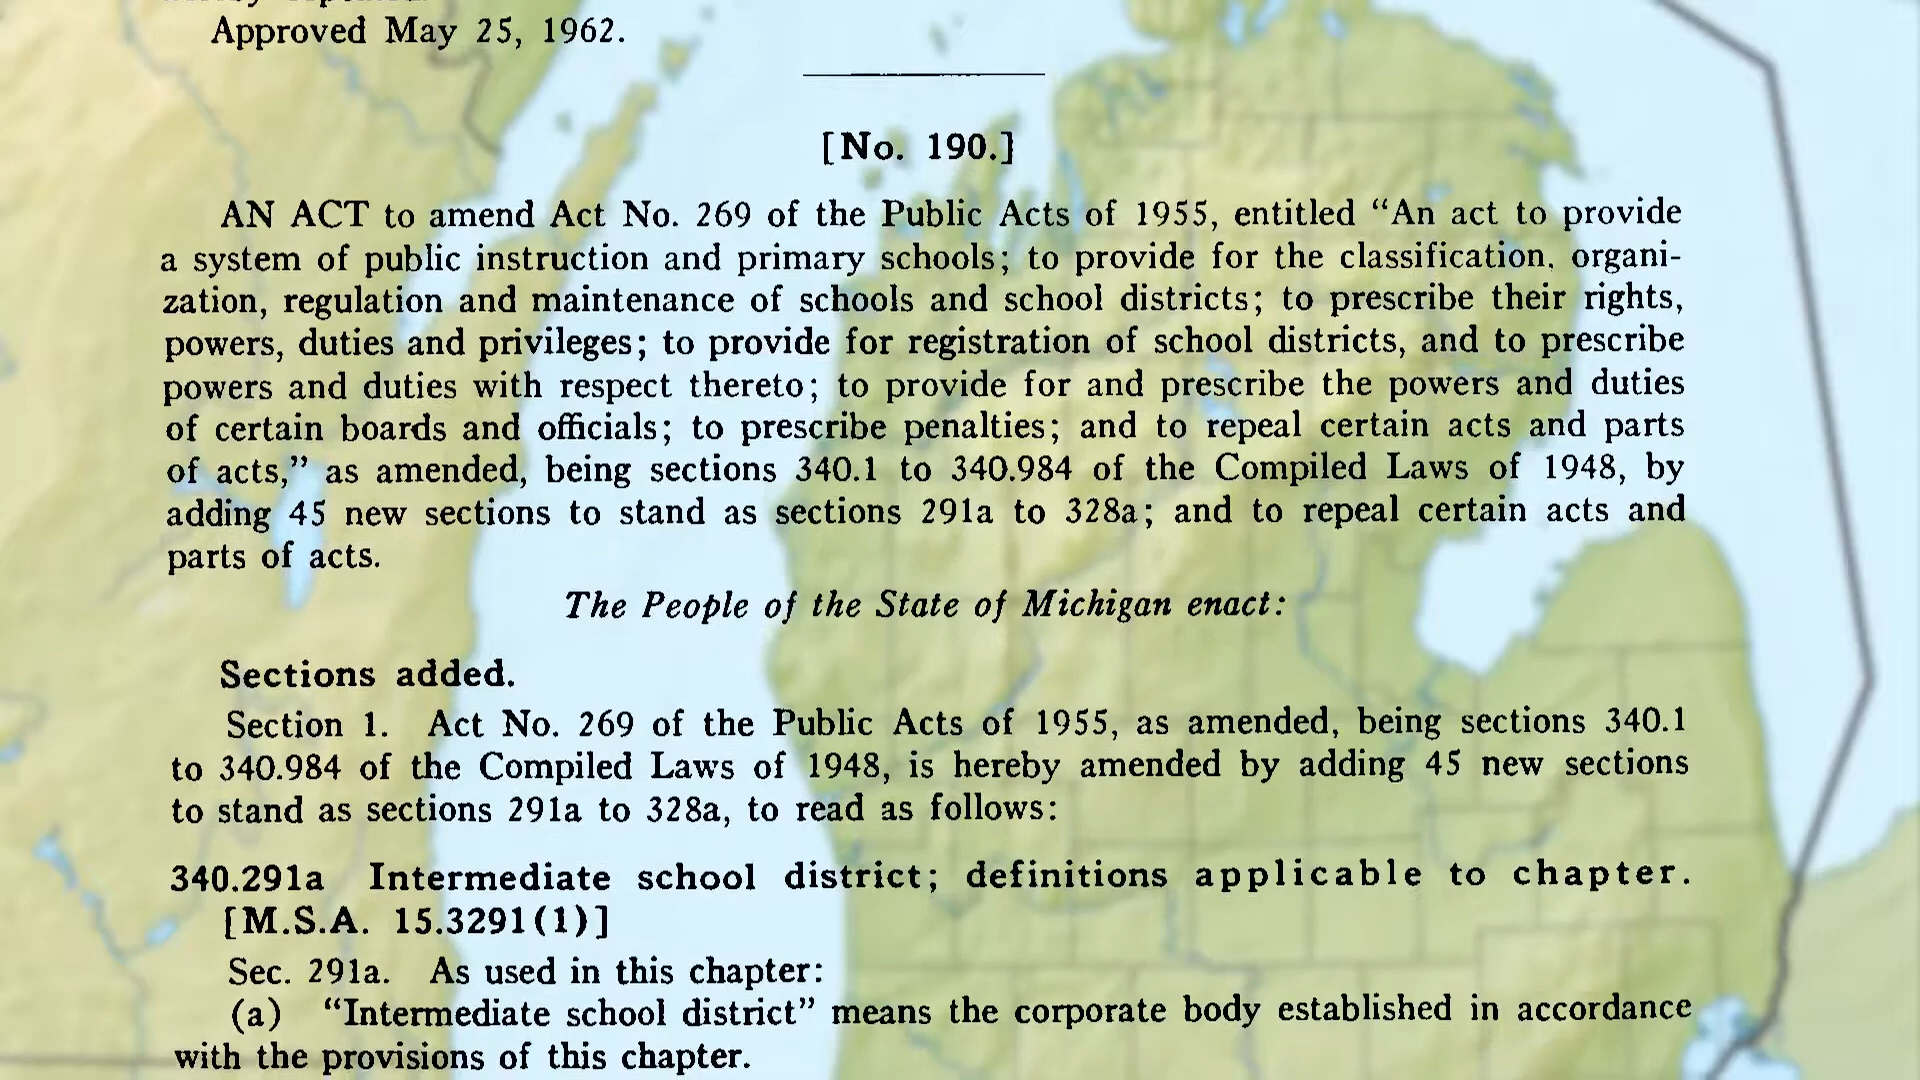 Approved May 25, 1962.
[No. 190.]
AN ACT to amend Act No. 269 of the Public Acts of 1955, entitled “An act to provide
a system of public instruction and primary schools; to provide for the classification, organi-
zation, regulation and maintenance of schools and school districts; to prescribe their rights,
powers, duties and privileges; to provide for registration of school districts, and to prescribe
powers and duties with respect thereto; to provide for and prescribe the powers and duties
of certain boards and officials; to prescribe penalties; and to repeal certain acts and parts
of acts,” as amended, being sections 340.1 to 340.984 of the Compiled Laws of 1948, by
adding 45 new sections to stand as sections 291a to 328a; and to repeal certain acts and
parts of acts.
The People of the State of Michigan enact:
Sections added.
Section 1. Act No. 269 of the Public Acts of 1955, as amended, being sections 340.1
to 340.984 of the Compiled Laws of 1948, is hereby amended by adding 45 new sections
to stand as sections 291a to 328a, to read as follows:
340.291a Intermediate school district; definitions applicable to chapter.
[M.S.A. 15.3291(1)]
Sec. 291a. As used in this chapter:
(a) “Intermediate school district” means the corporate body established in accordance
with the provisions of this chapter.